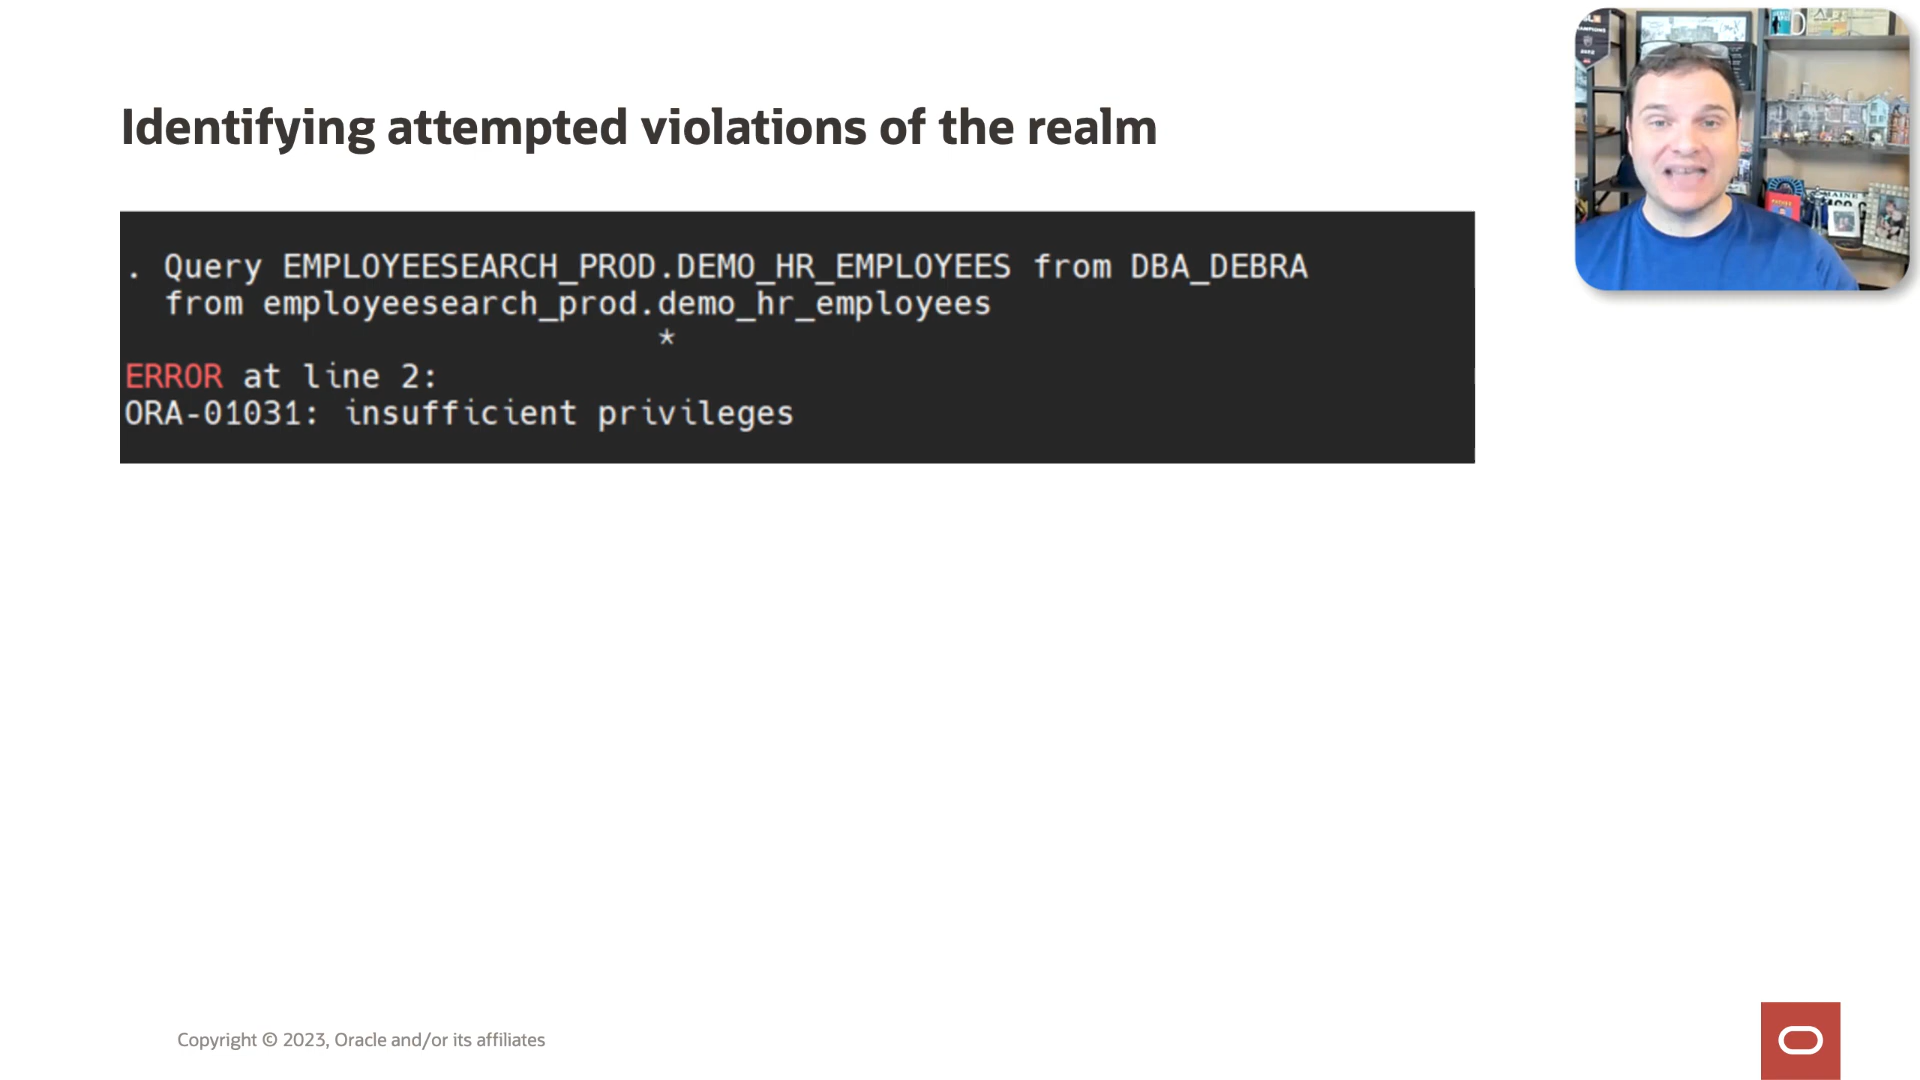 Identifying attempted violations of the realm
. Query EMPLOYEESEARCH_PROD.DEMO_HR_EMPLOYEES from DBA_DEBRA
from employeesearch_prod.demo_hr_employees
*
ERROR at line 2:
ORA-01031: insufficient privileges
Copyright © 2023, Oracle and/or its affiliates